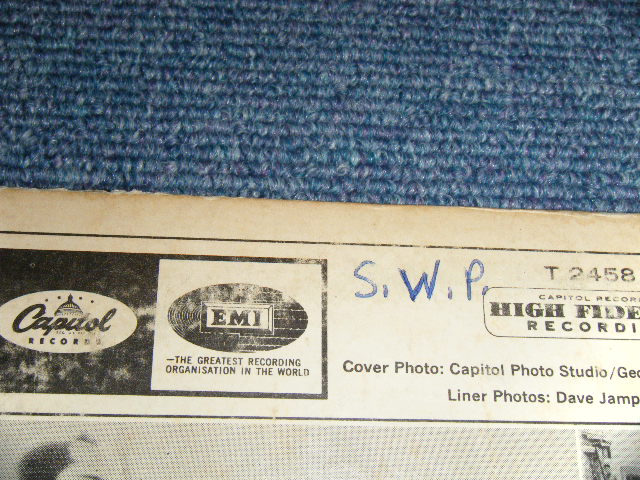 S.W.P.
T 2458
CAPITOL RECOR
HIGH FIDE
RECORDI
Capitol
RECORDS
EMI
—THE GREATEST RECORDING
ORGANISATION IN THE WORLD
Cover Photo: Capitol Photo Studio/Geo
Liner Photos: Dave Jamp